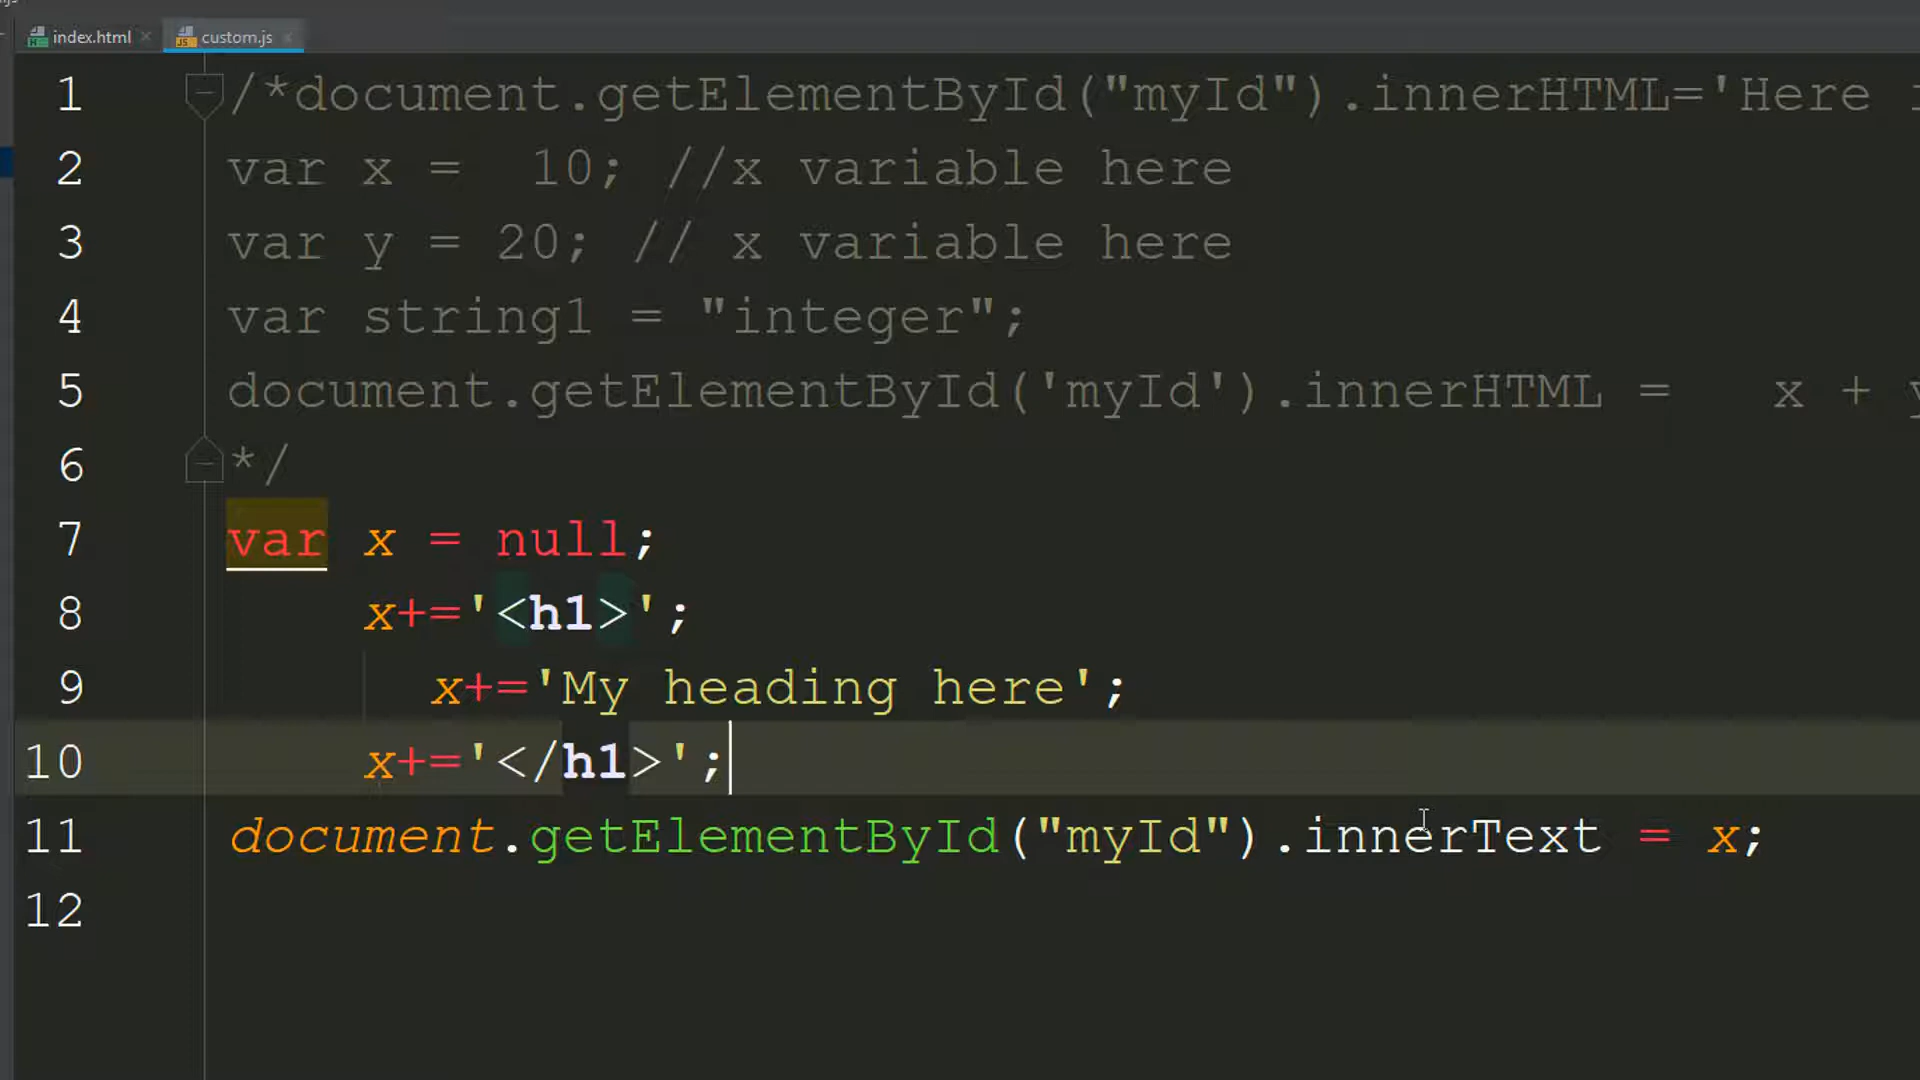 index.html
custom.js
1 /*document.getElementById("myId").innerHTML='Here
2 var x =  10; //x variable here
3 var y = 20; // x variable here
4 var string1 = "integer";
5 document.getElementById('myId').innerHTML =   x +
6 */
7 var x = null;
8     x+='<h1>';
9       x+='My heading here';
10     x+='</h1>';
11 document.getElementById("myId").innerText = x;
12